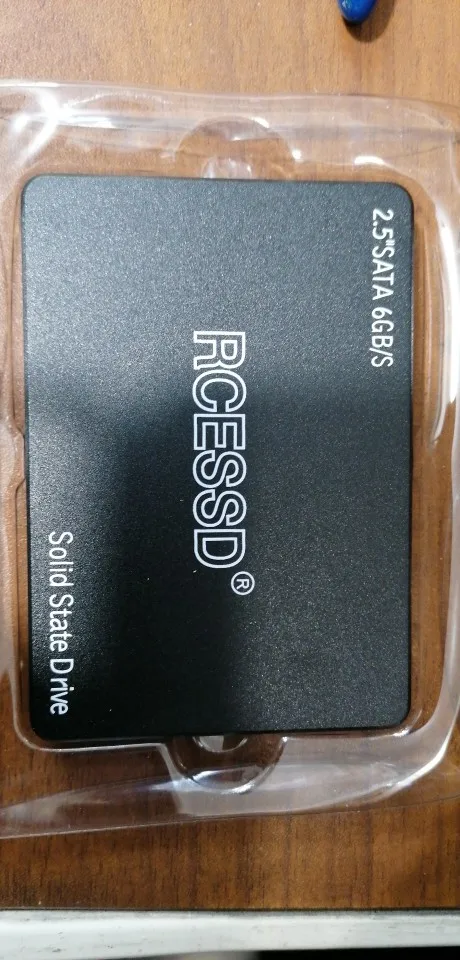 2.5"SATA 6GB/S
RCESSD®
Solid State Drive